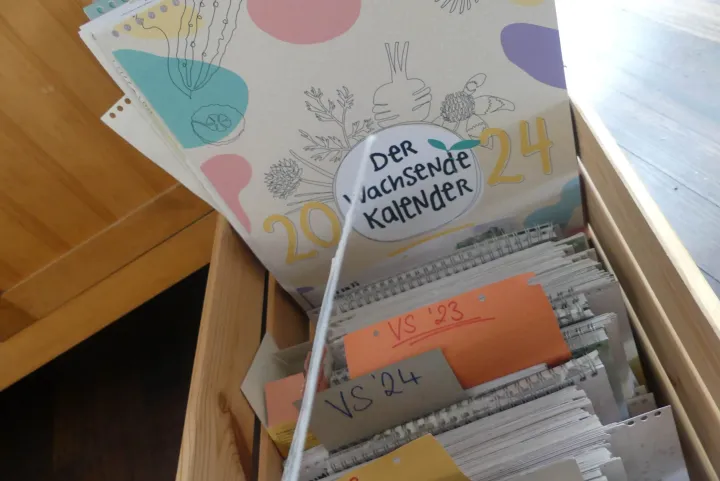 Der
Wachsende
Kalender
2024
VS '23
VS '24